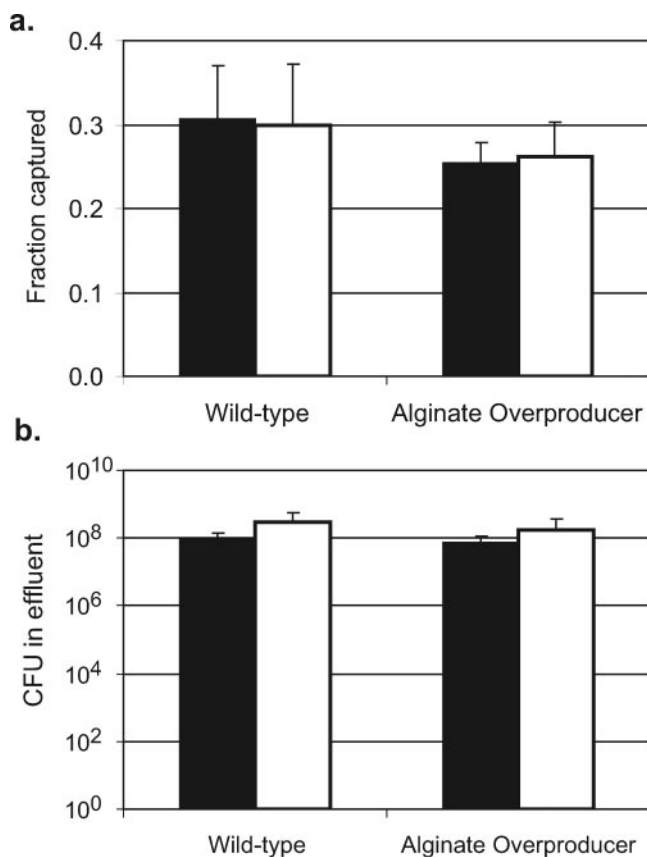 a.
0.4
0.3
0.2
0.1
0.0
Fraction captured
Wild-type Alginate Overproducer
b.
10^10
10^8
10^6
10^4
10^2
10^0
CFU in effluent
Wild-type Alginate Overproducer